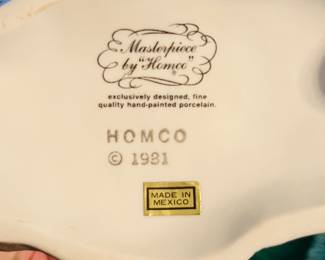 Masterpiece
by "Homco"®
exclusively designed, fine
quality hand-painted porcelain.
HOMCO
© 1981
MADE IN
MEXICO